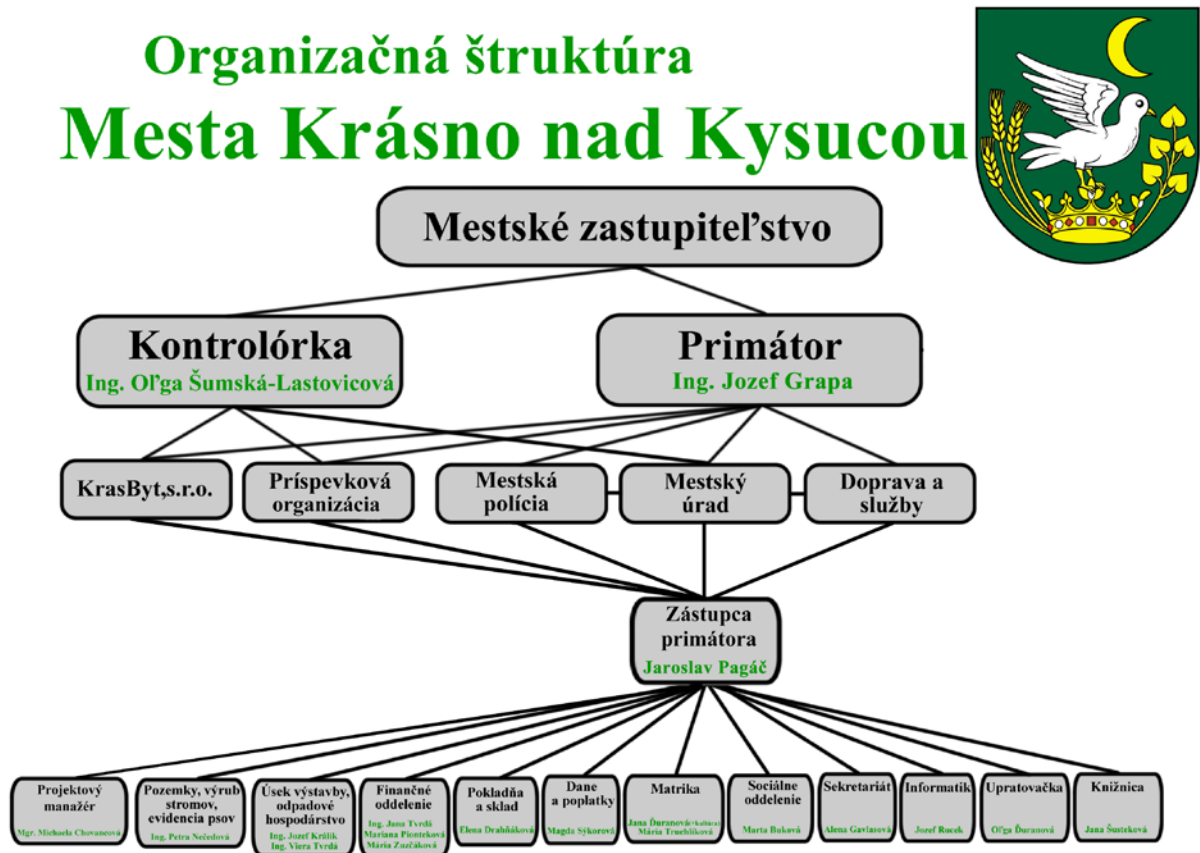 Organizačná štruktúra
Mesta Krásno nad Kysucou
Mestské zastupiteľstvo
Kontrolórka
Ing. Oľga Šumská-Lastovicová
Primátor
Ing. Jozef Grapa
KrasByt,s.r.o.
Príspevková
organizácia
Mestská
polícia
Mestský
úrad
Doprava a
služby
Zástupca
primátora
Jaroslav Pagáč
Projektový
manažér
Mgr. Michaela Chovancová
Pozemky, výrub
stromov,
evidencia psov
Ing. Petra Nečedová
Úsek výstavby,
odpadové
hospodárstvo
Ing. Jozef Králik
Ing. Viera Tvrdá
Finančné
oddelenie
Ing. Jana Tvrdá
Mariana Pionteková
Mária Zuzčáková
Pokladňa
a sklad
Elena Drahňáková
Dane
a poplatky
Magda Sýkorová
Matrika
Jana Ďuranová(+kultúra)
Mária Truchlíková
Sociálne
oddelenie
Marta Buková
Sekretariát
Alena Gavlasová
Informatik
Jozef Rucek
Upratovačka
Oľga Ďuranová
Knižnica
Jana Šusteková